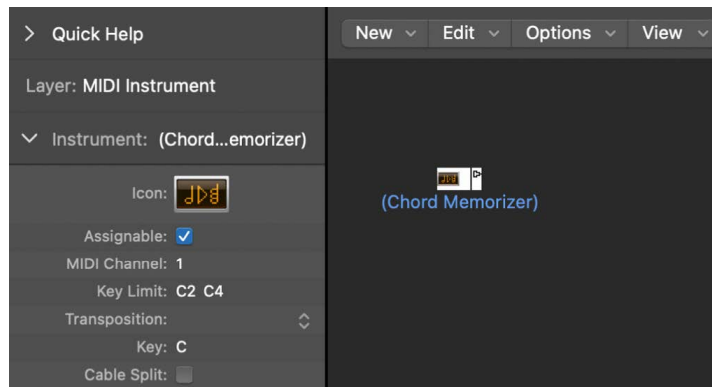 Quick Help
Layer: MIDI Instrument
Instrument: (Chord...emorizer)
Icon:
Assignable:
MIDI Channel: 1
Key Limit: C2 C4
Transposition:
Key: C
Cable Split:
New Edit Options View
(Chord Memorizer)